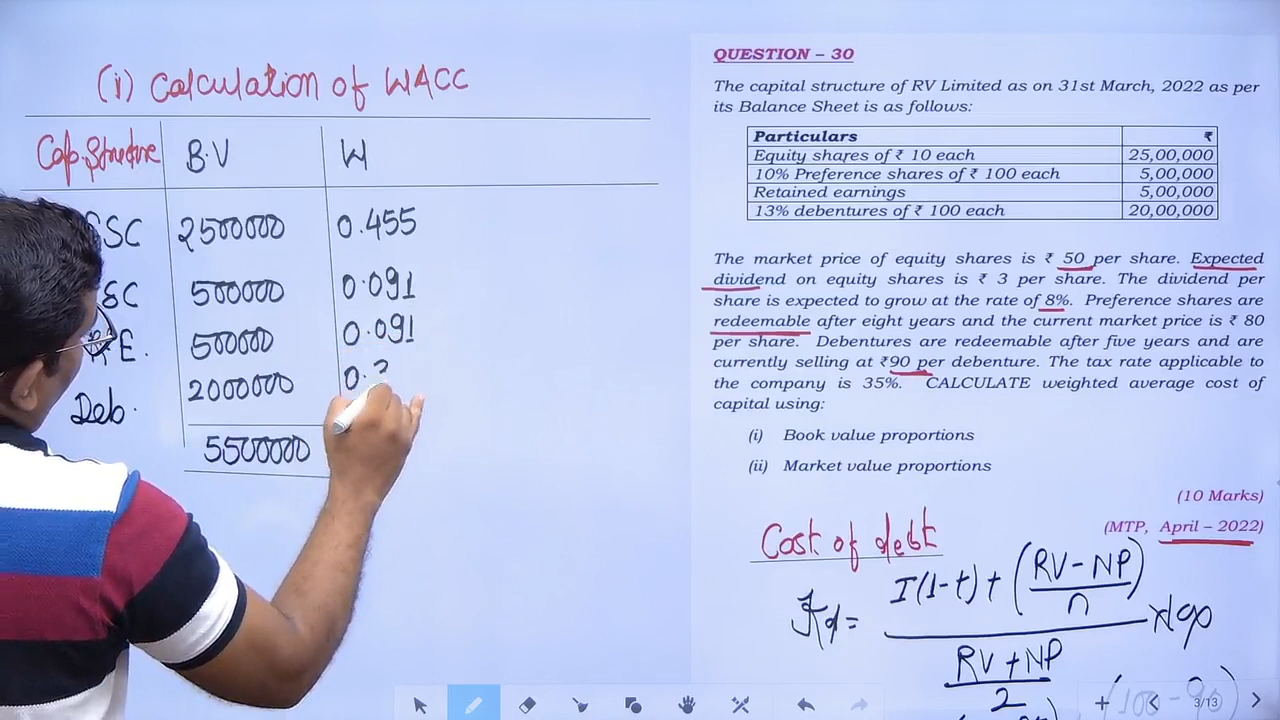 (i) Calculation of WACC
Cap. Structure B.V W
SC 2500000 0.455
SC 500000 0.091
E. 500000 0.091
Deb. 2000000 0.3
5500000
QUESTION – 30
The capital structure of RV Limited as on 31st March, 2022 as per
its Balance Sheet is as follows:
Particulars ₹
Equity shares of ₹ 10 each 25,00,000
10% Preference shares of ₹ 100 each 5,00,000
Retained earnings 5,00,000
13% debentures of ₹ 100 each 20,00,000
The market price of equity shares is ₹ 50 per share. Expected
dividend on equity shares is ₹ 3 per share. The dividend per
share is expected to grow at the rate of 8%. Preference shares are
redeemable after eight years and the current market price is ₹ 80
per share. Debentures are redeemable after five years and are
currently selling at ₹90 per debenture. The tax rate applicable to
the company is 35%. CALCULATE weighted average cost of
capital using:
(i) Book value proportions
(ii) Market value proportions
(10 Marks)
(MTP, April – 2022)
Cost of debt
Kd = I(1-t) + (RV - NP / n)
x100
RV + NP
2
(100 - 90)
3/13